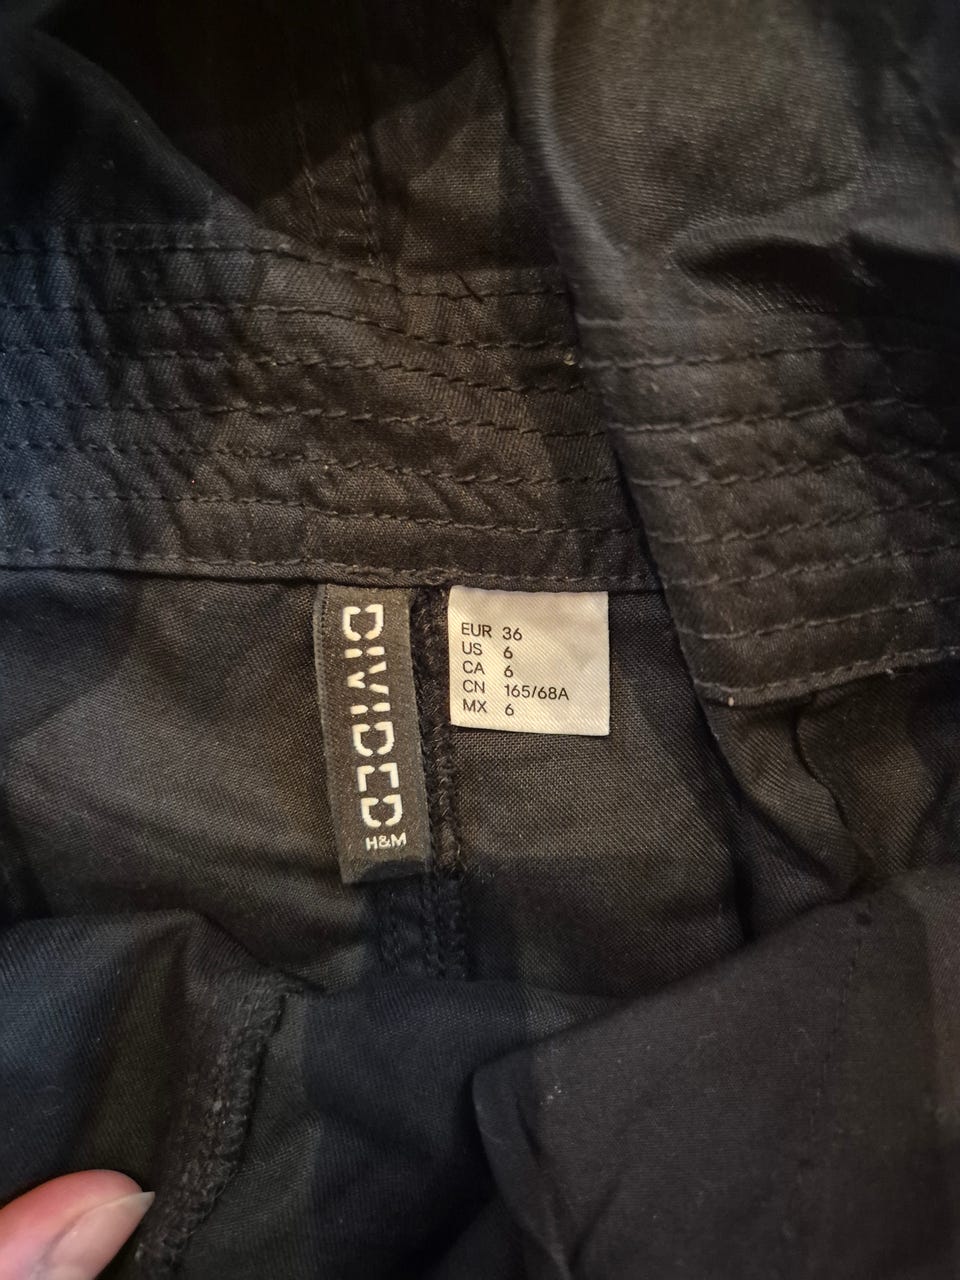 DIVIDED
H&M
EUR 36
US 6
CA 6
CN 165/68A
MX 6